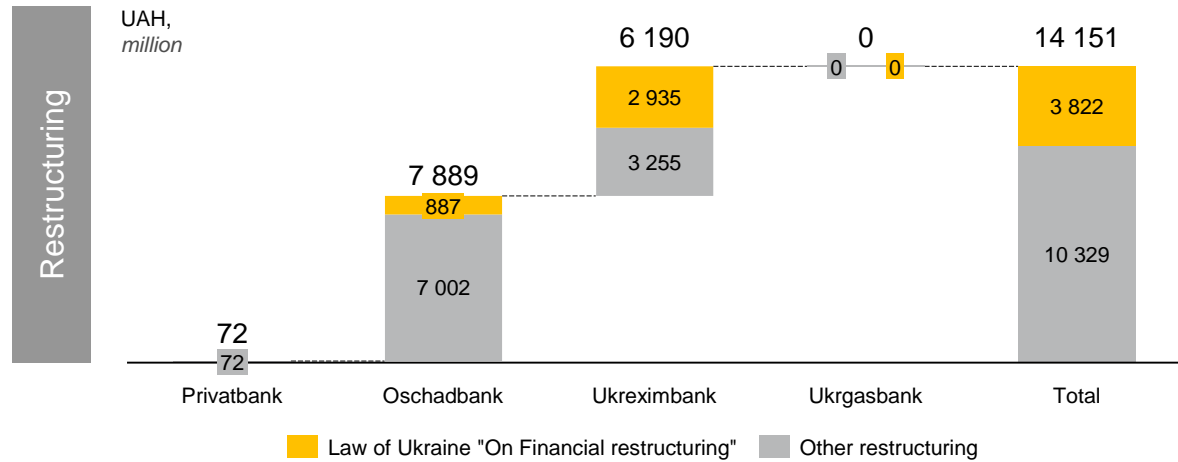 Restructuring
UAH,
million
6 190
0
14 151
0 0
2 935
3 822
3 255
7 889
887
7 002
10 329
72
72
Privatbank Oschadbank Ukreximbank Ukrgasbank Total
Law of Ukraine "On Financial restructuring" Other restructuring